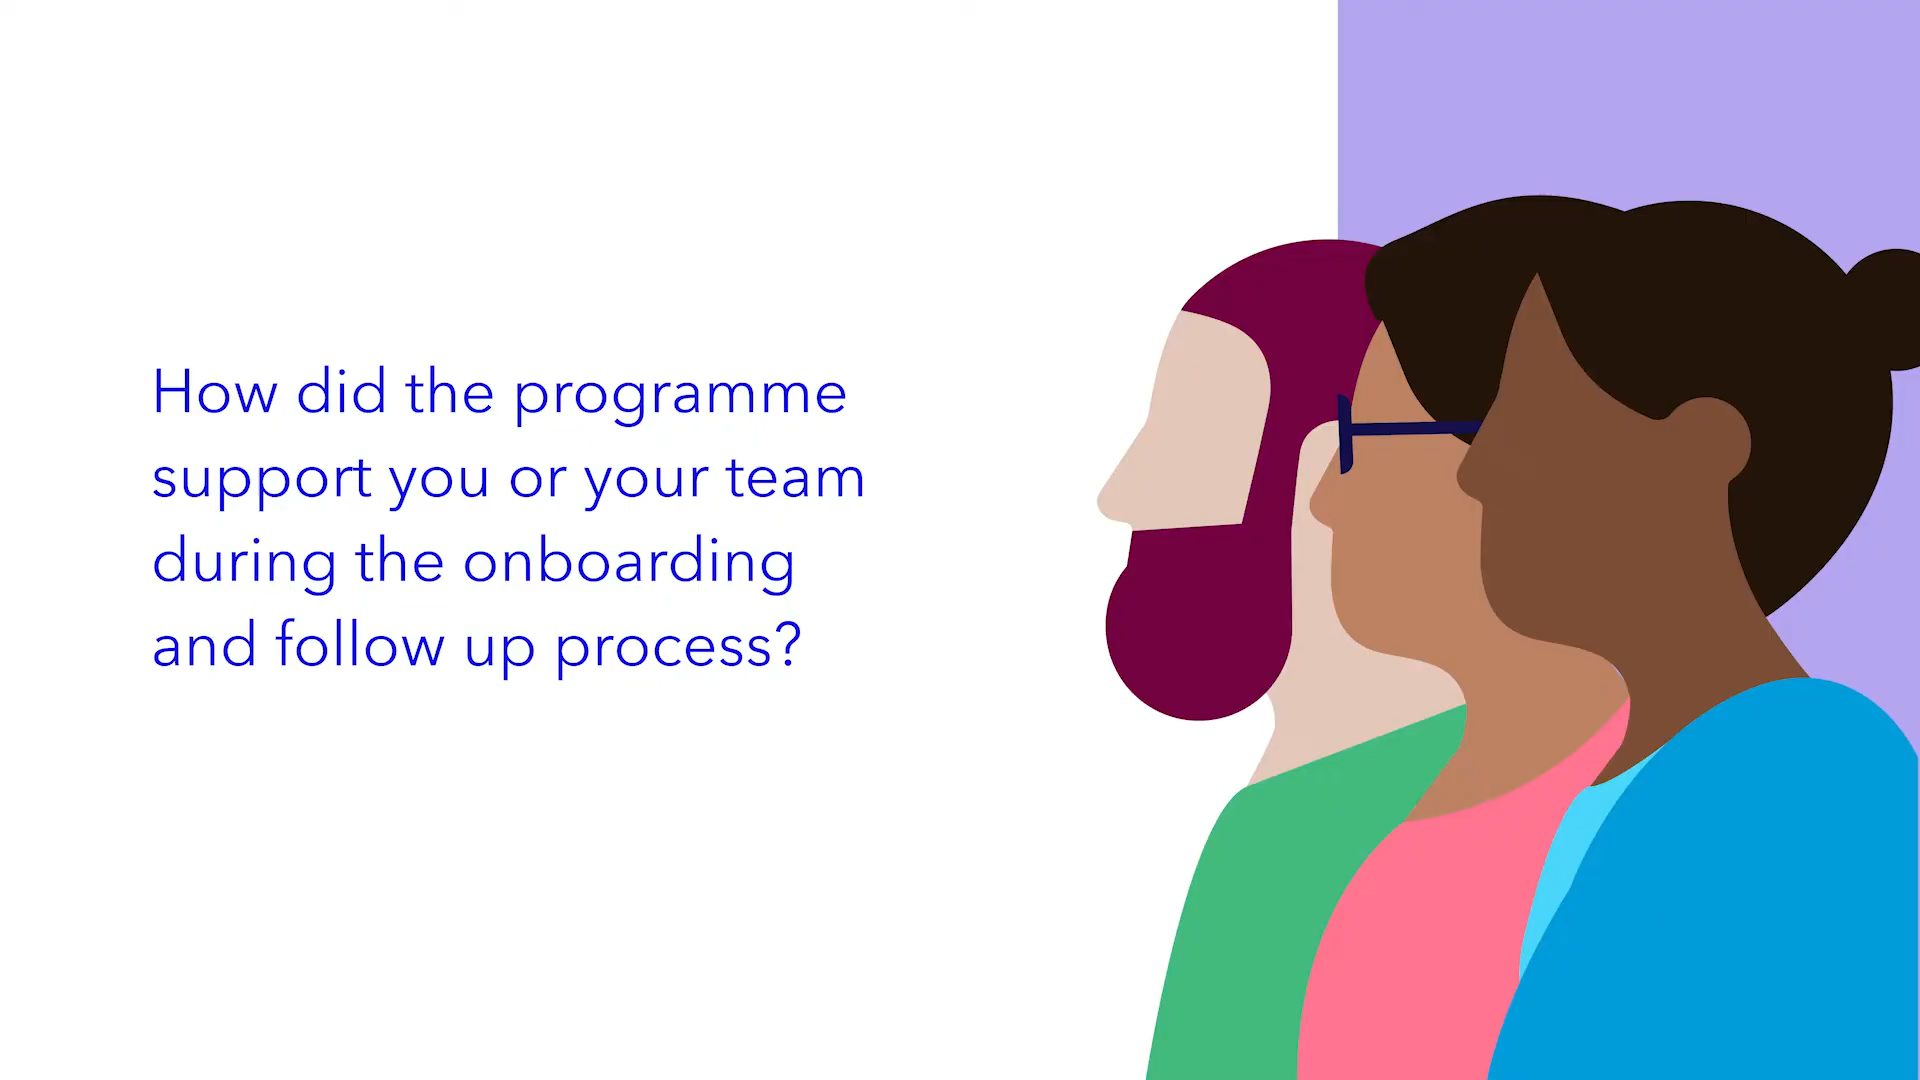 How did the programme
support you or your team
during the onboarding
and follow up process?